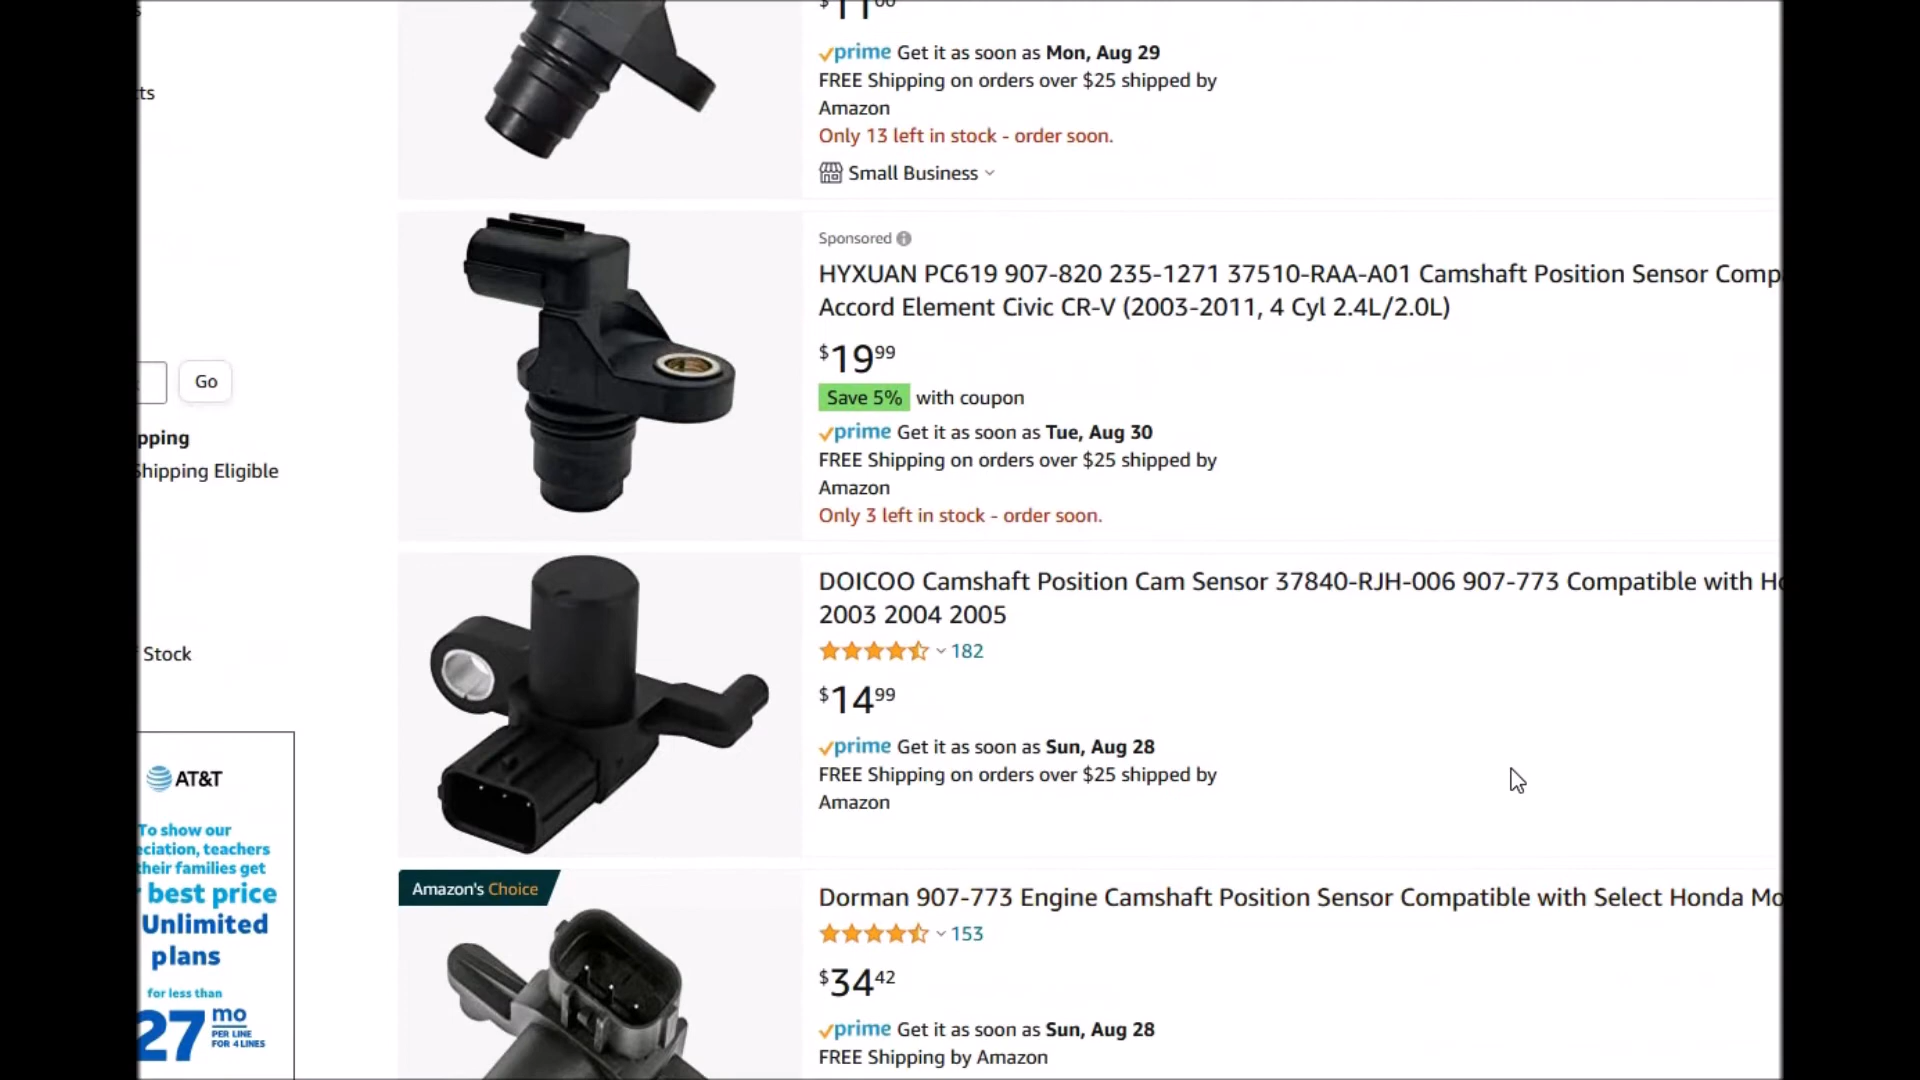 $11
prime Get it as soon as Mon, Aug 29
FREE Shipping on orders over $25 shipped by
Amazon
Only 13 left in stock - order soon.
Small Business
Sponsored
HYXUAN PC619 907-820 235-1271 37510-RAA-A01 Camshaft Position Sensor Comp
Accord Element Civic CR-V (2003-2011, 4 Cyl 2.4L/2.0L)
$19 99
Save 5% with coupon
prime Get it as soon as Tue, Aug 30
FREE Shipping on orders over $25 shipped by
Amazon
Only 3 left in stock - order soon.
DOICOO Camshaft Position Cam Sensor 37840-RJH-006 907-773 Compatible with Ho
2003 2004 2005
182
$14 99
prime Get it as soon as Sun, Aug 28
FREE Shipping on orders over $25 shipped by
Amazon
Amazon's Choice
Dorman 907-773 Engine Camshaft Position Sensor Compatible with Select Honda Mo
153
$34 42
prime Get it as soon as Sun, Aug 28
FREE Shipping by Amazon
ts
Go
pping
Shipping Eligible
Stock
AT&T
To show our
eciation, teachers
their families get
best price
Unlimited
plans
for less than
27 mo
PER LINE
FOR 4 LINES